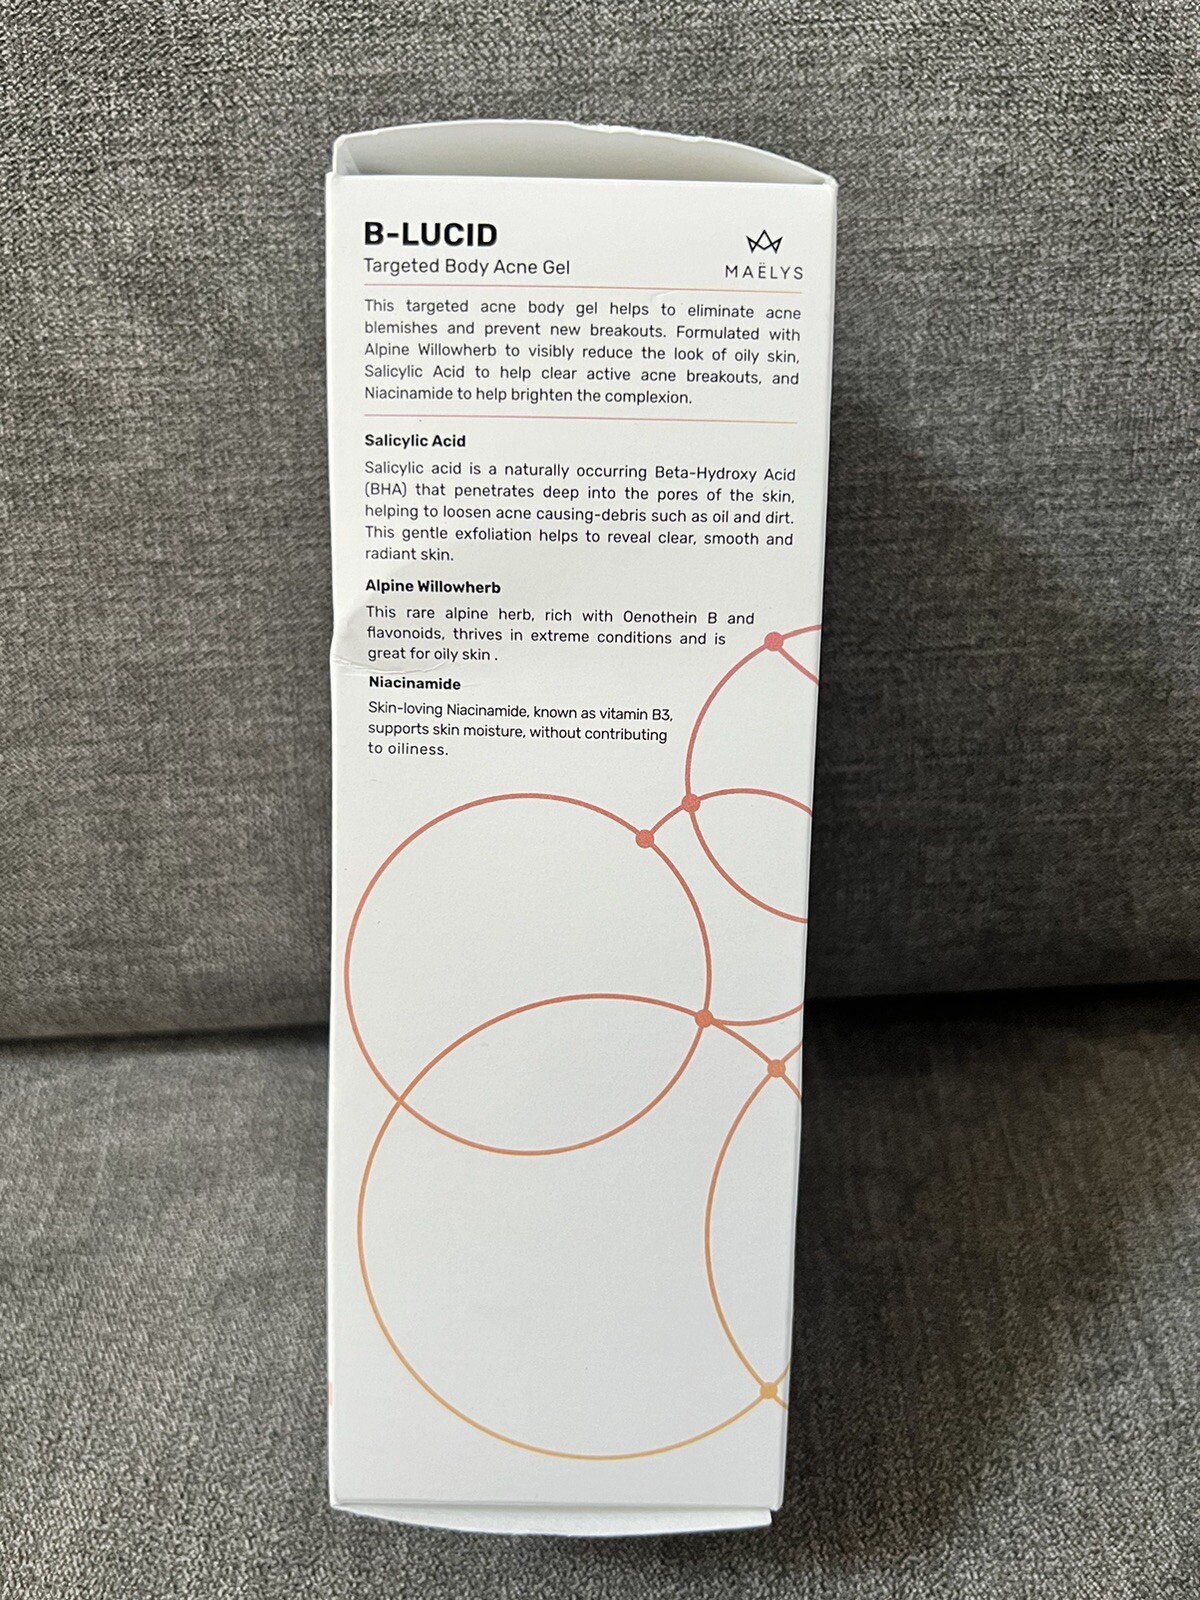 B-LUCID
Targeted Body Acne Gel
MAËLYS
This targeted acne body gel helps to eliminate acne
blemishes and prevent new breakouts. Formulated with
Alpine Willowherb to visibly reduce the look of oily skin,
Salicylic Acid to help clear active acne breakouts, and
Niacinamide to help brighten the complexion.
Salicylic Acid
Salicylic acid is a naturally occurring Beta-Hydroxy Acid
(BHA) that penetrates deep into the pores of the skin,
helping to loosen acne causing-debris such as oil and dirt.
This gentle exfoliation helps to reveal clear, smooth and
radiant skin.
Alpine Willowherb
This rare alpine herb, rich with Oenothein B and
flavonoids, thrives in extreme conditions and is
great for oily skin .
Niacinamide
Skin-loving Niacinamide, known as vitamin B3,
supports skin moisture, without contributing
to oiliness.